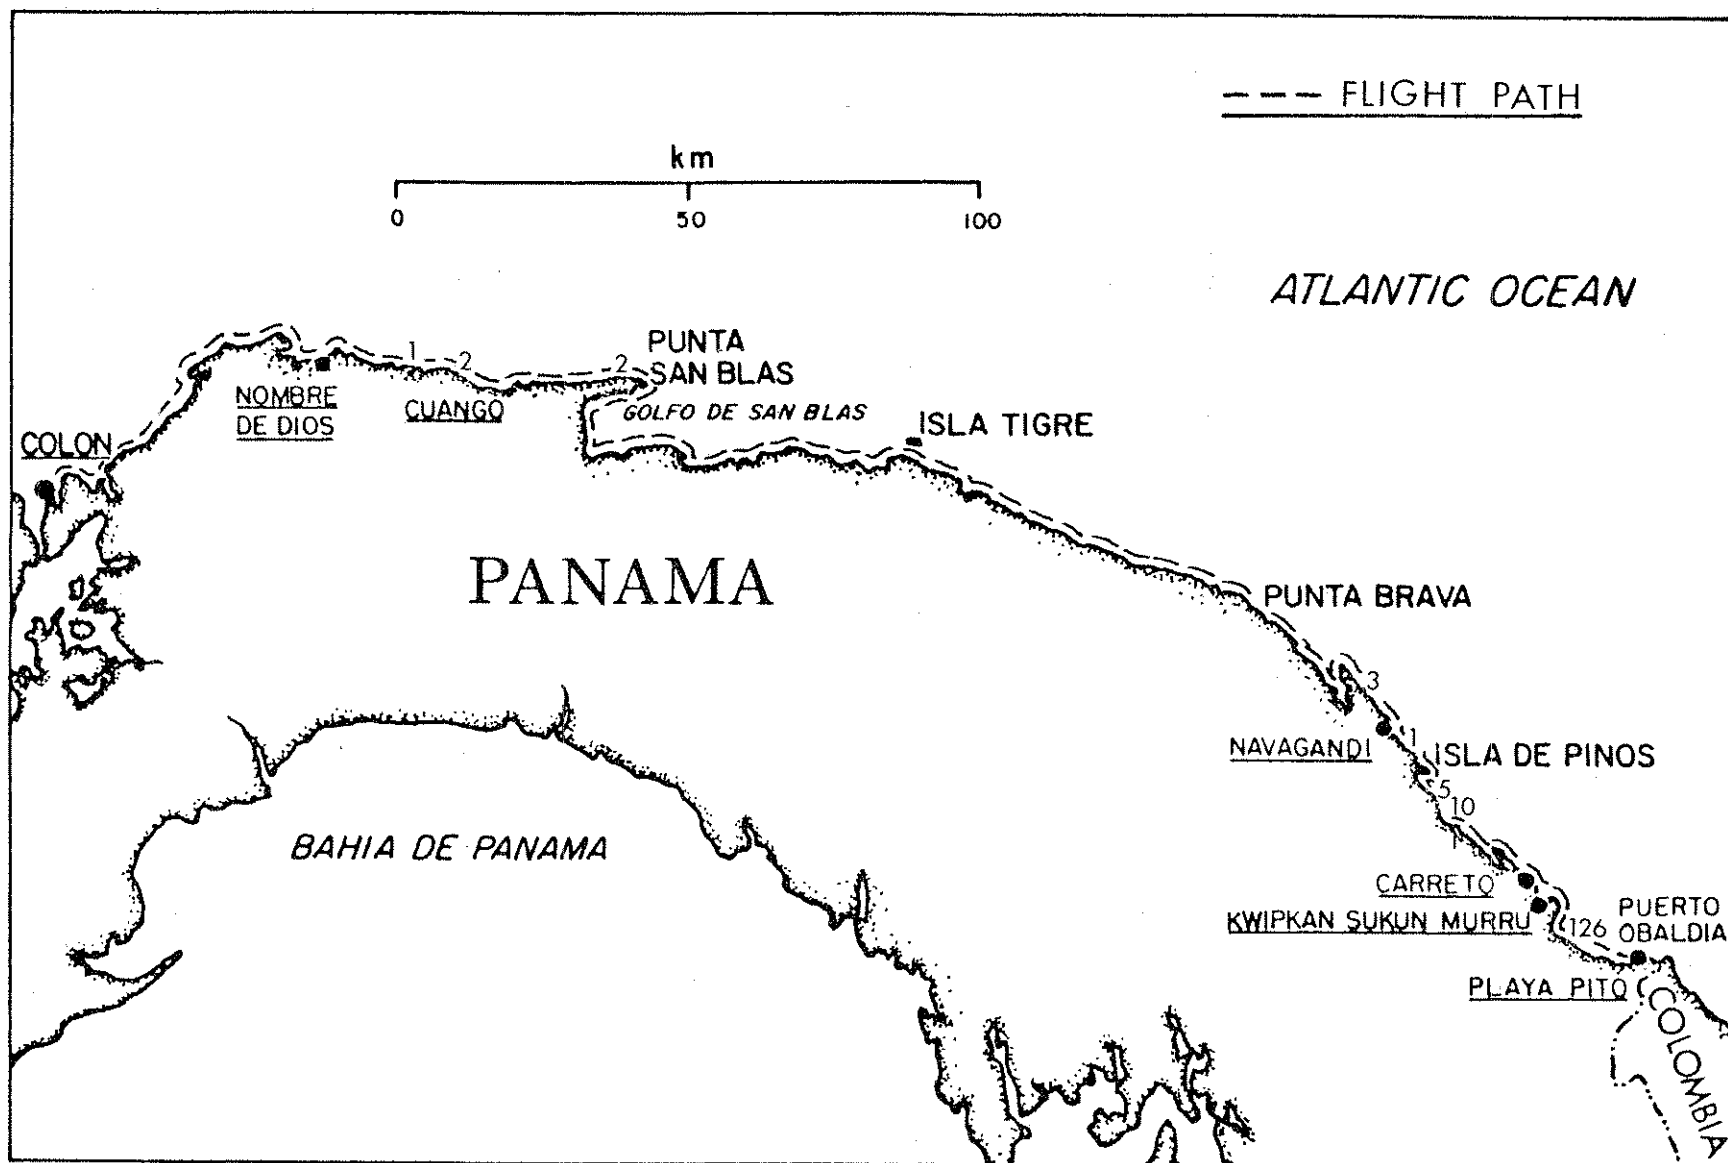 ---- FLIGHT PATH
km
0 50 100
ATLANTIC OCEAN
PUNTA
SAN BLAS
1 2 2
NOMBRE
DE DIOS
CUANGO
GOLFO DE SAN BLAS
ISLA TIGRE
COLON
PANAMA
PUNTA BRAVA
3
NAVAGANDI
1
ISLA DE PINOS
5
10
BAHIA DE PANAMA
CARRETO
KWIPKAN SUKUN MURRU
126
PUERTO
OBALDIA
PLAYA PITO
COLOMBIA